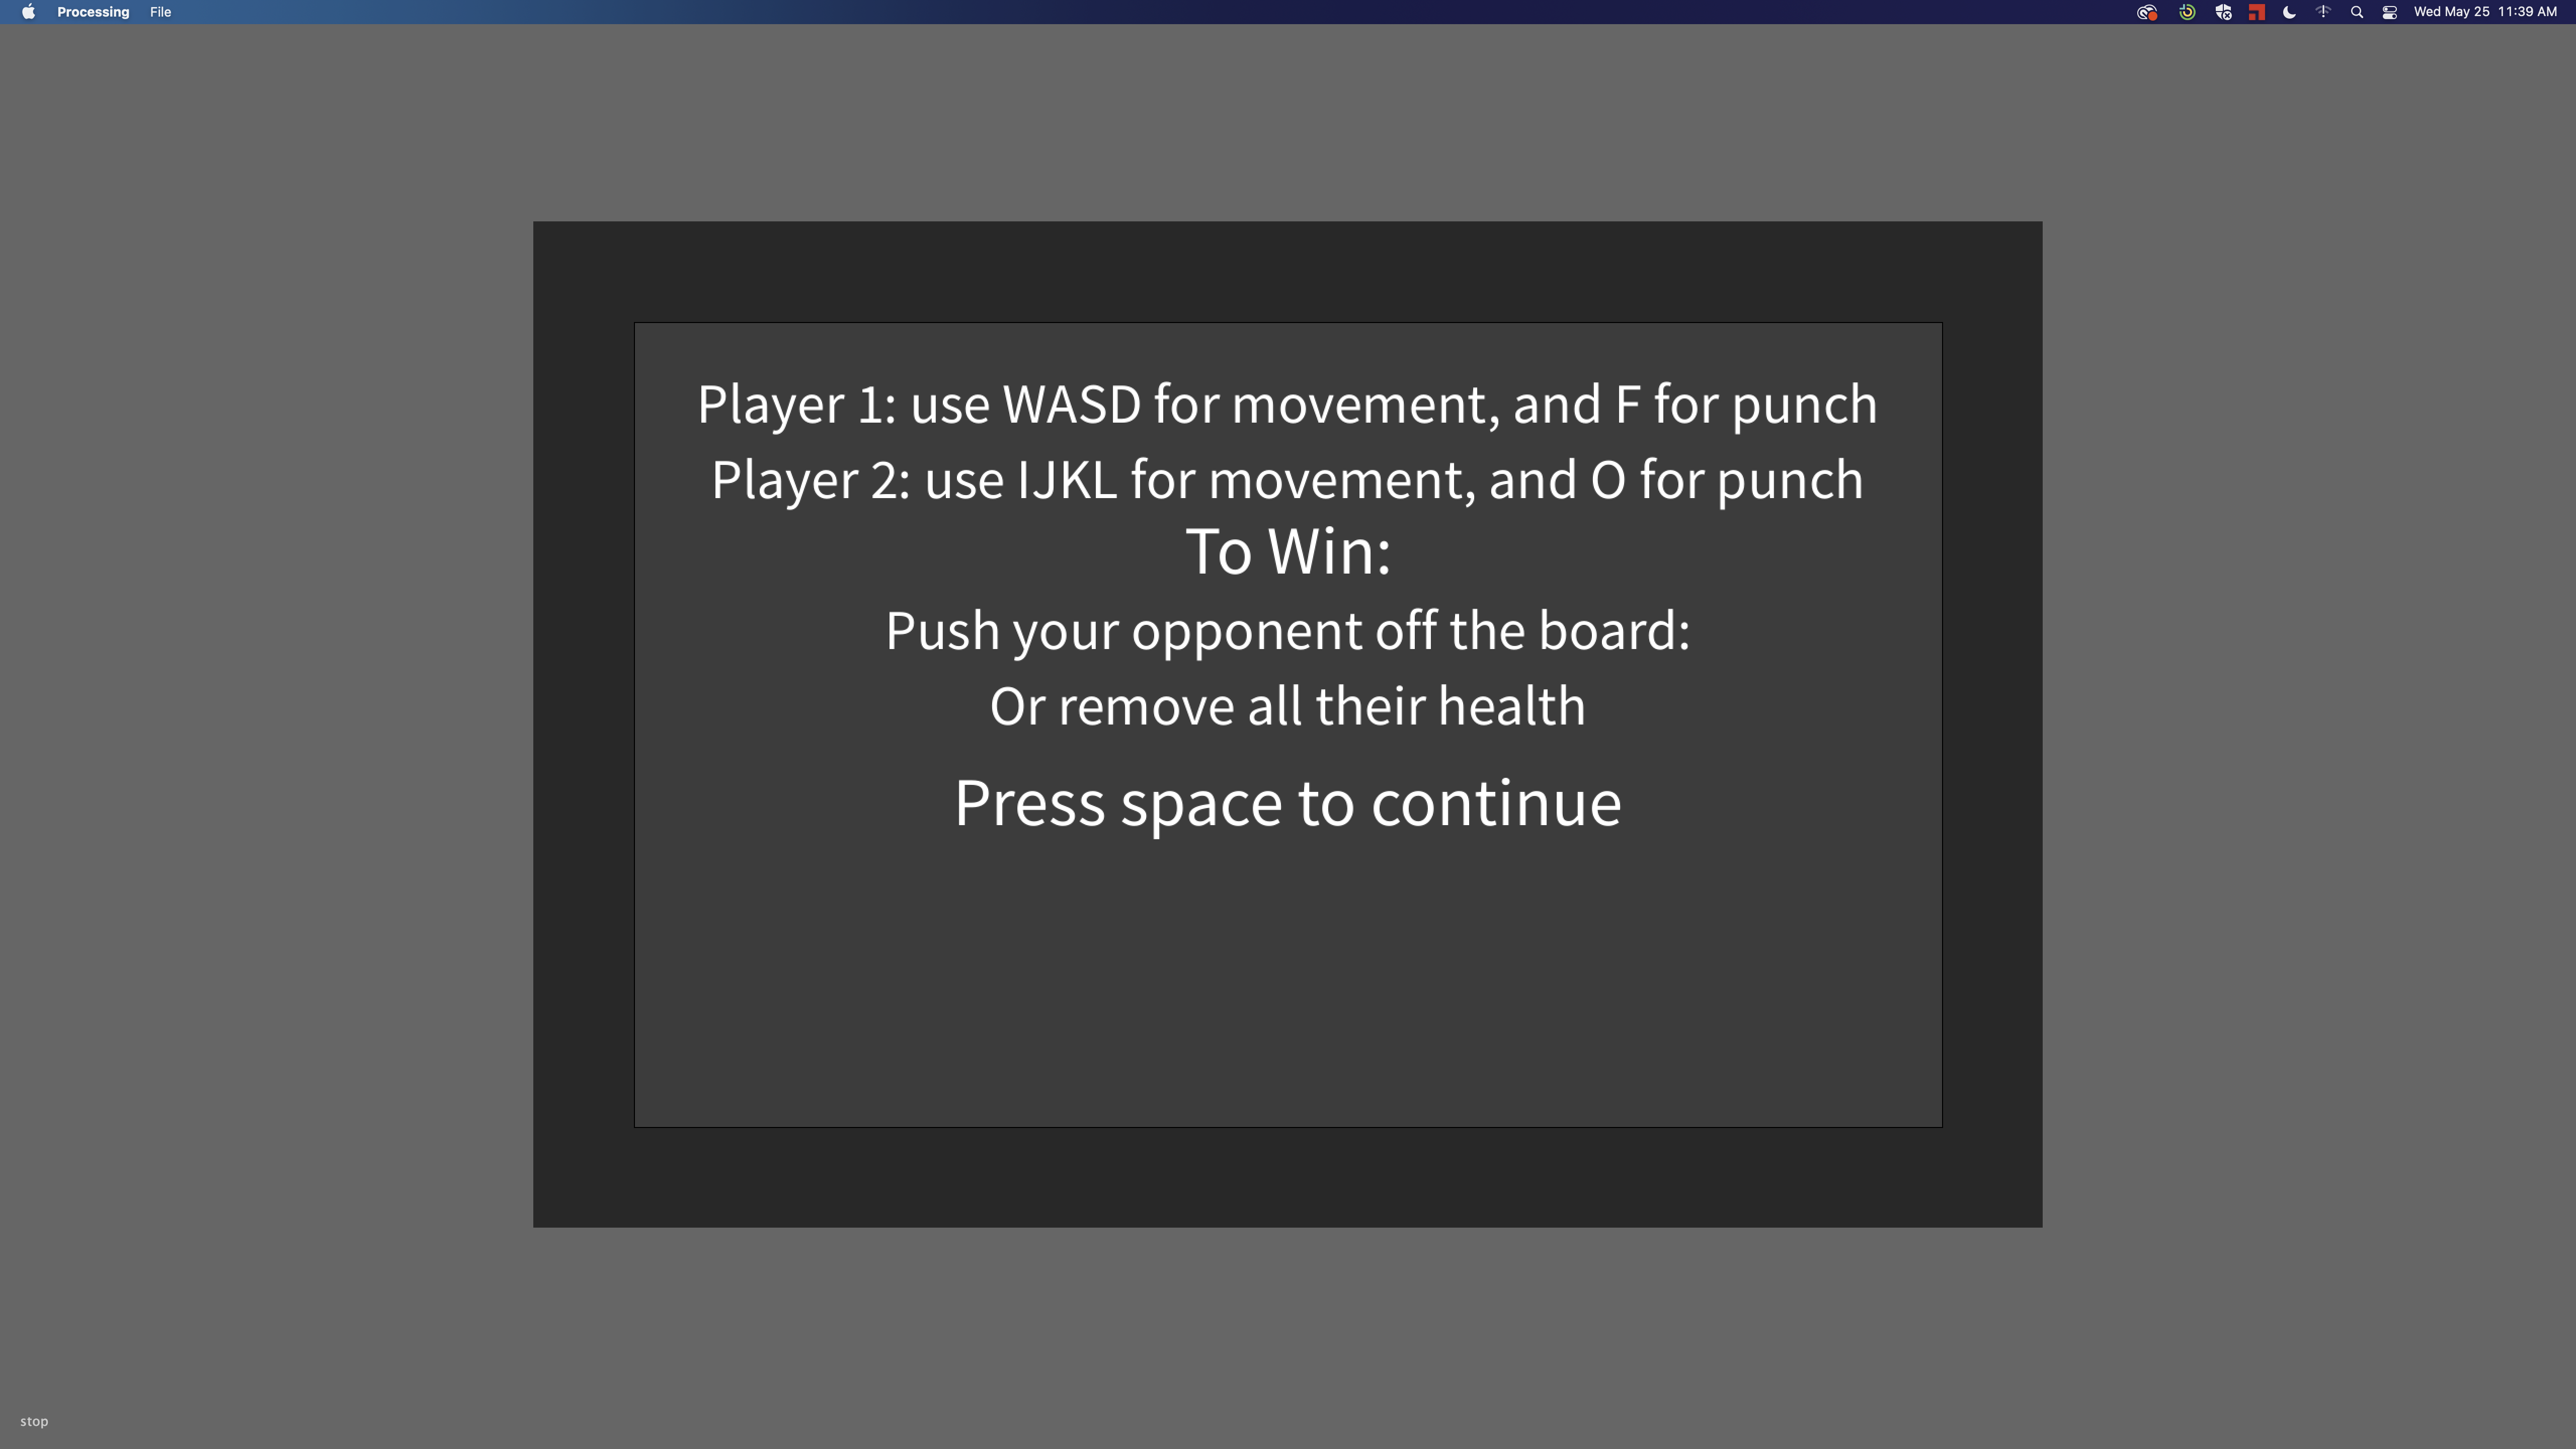 Processing File Wed May 25 11:39 AM
Player 1: use WASD for movement, and F for punch
Player 2: use IJKL for movement, and O for punch
To Win:
Push your opponent off the board:
Or remove all their health
Press space to continue
stop